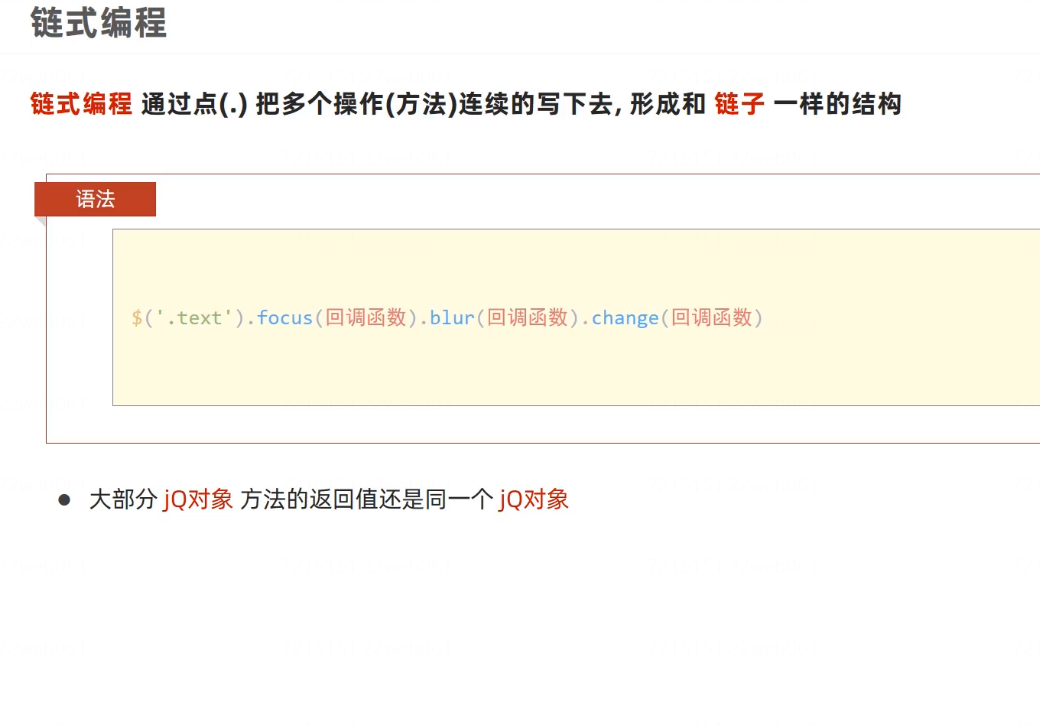 链式编程
链式编程 通过点(.) 把多个操作(方法)连续的写下去, 形成和 链子 一样的结构
语法
$('.text').focus(回调函数).blur(回调函数).change(回调函数)
● 大部分 jQ对象 方法的返回值还是同一个 jQ对象